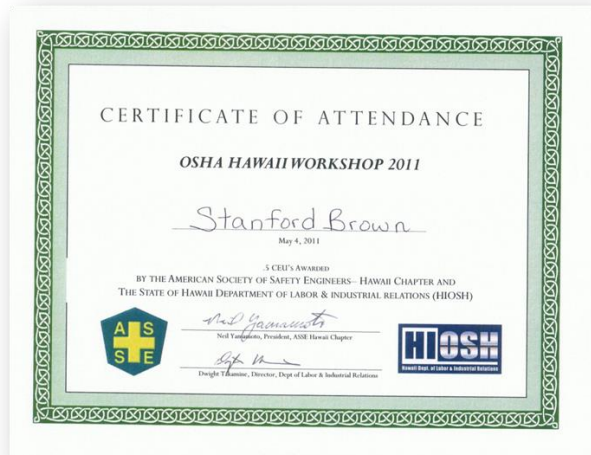 CERTIFICATE OF ATTENDANCE
OSHA HAWAII WORKSHOP 2011
Stanford Brown
May 4, 2011
.5 CEU's AWARDED
BY THE AMERICAN SOCIETY OF SAFETY ENGINEERS– HAWAII CHAPTER AND
THE STATE OF HAWAII DEPARTMENT OF LABOR & INDUSTRIAL RELATIONS (HIOSH)
Neil Yamamoto
Neil Yamamoto, President, ASSE Hawaii Chapter
Dwight Takamine, Director, Dept of Labor & Industrial Relations
A S
S E
HIOSH
Hawaii Dept. of Labor & Industrial Relations